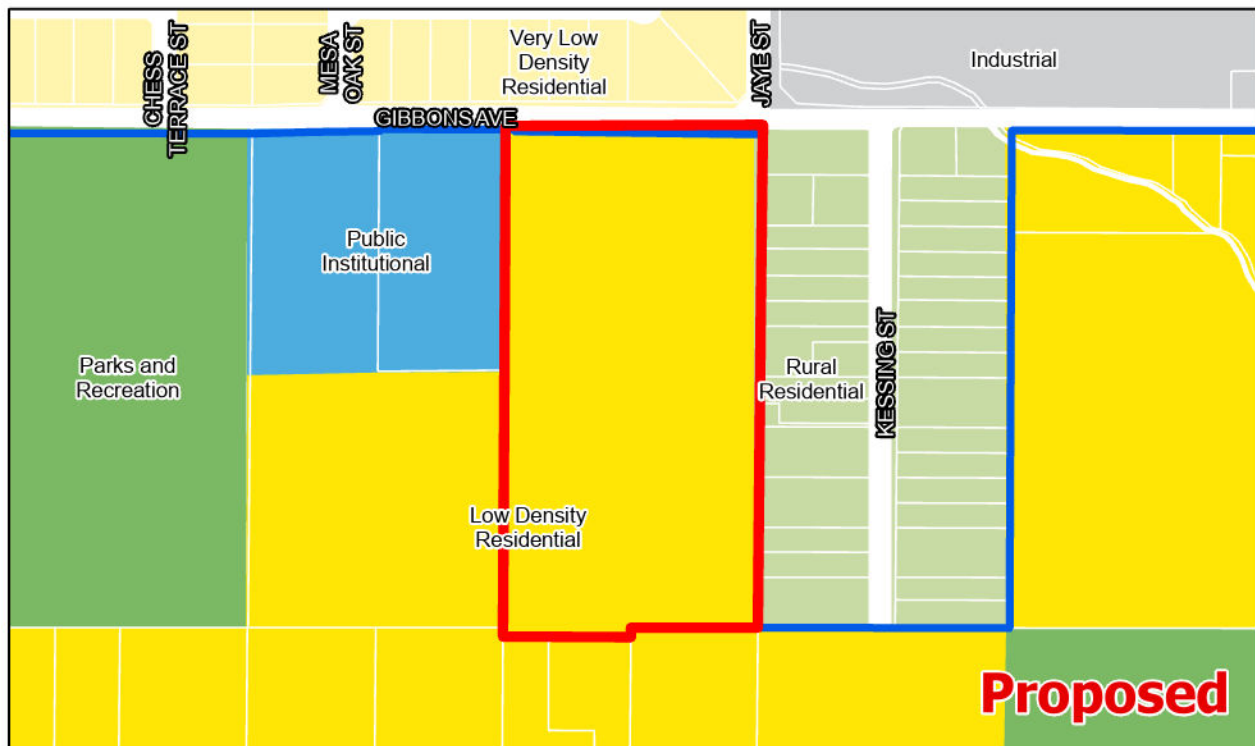 CHESS
TERRACE ST
MESA
OAK ST
Very Low
Density
Residential
JAYE ST
Industrial
GIBBONS AVE
Public
Institutional
Parks and
Recreation
Rural
Residential
KESSING ST
Low Density
Residential
Proposed